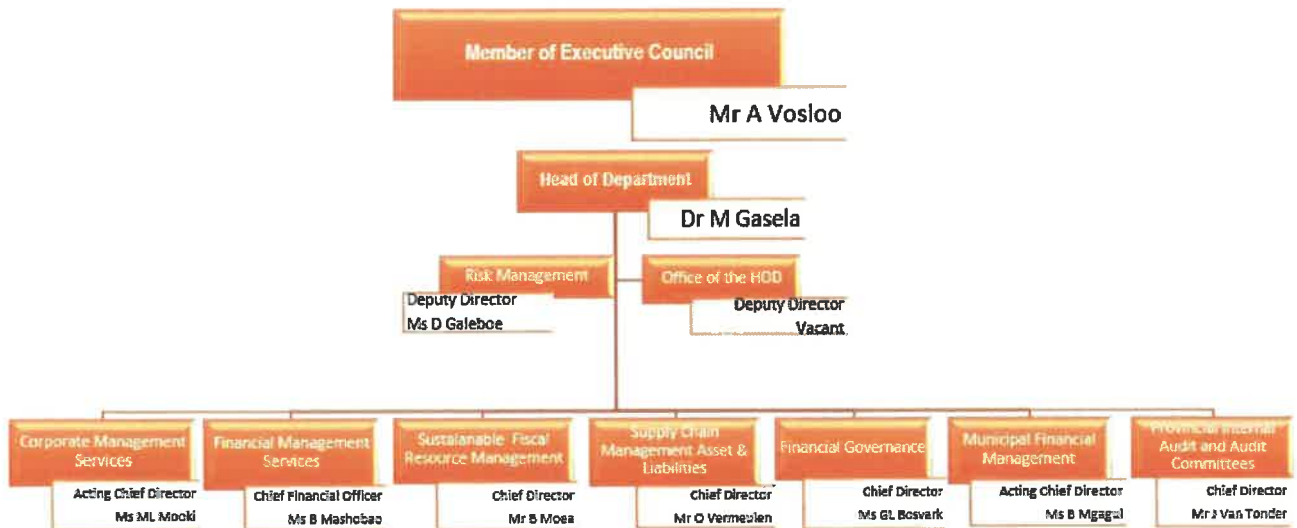 Member of Executive Council
Mr A Vosloo
Head of Department
Dr M Gasela
Risk Management
Deputy Director
Ms D Galeboe
Office of the HOD
Deputy Director
Vacant
Corporate Management
Services
Acting Chief Director
Ms ML Mooki
Financial Management
Services
Chief Financial Officer
Ms B Mashobao
Sustainable Fiscal
Resource Management
Chief Director
Mr B Moea
Supply Chain
Management Asset &
Liabilities
Chief Director
Mr O Vermeulen
Financial Governance
Chief Director
Ms GL Bosvark
Municipal Financial
Management
Acting Chief Director
Ms B Mgaguli
Provincial Internal
Audit and Audit
Committees
Chief Director
Mr J Van Tonder